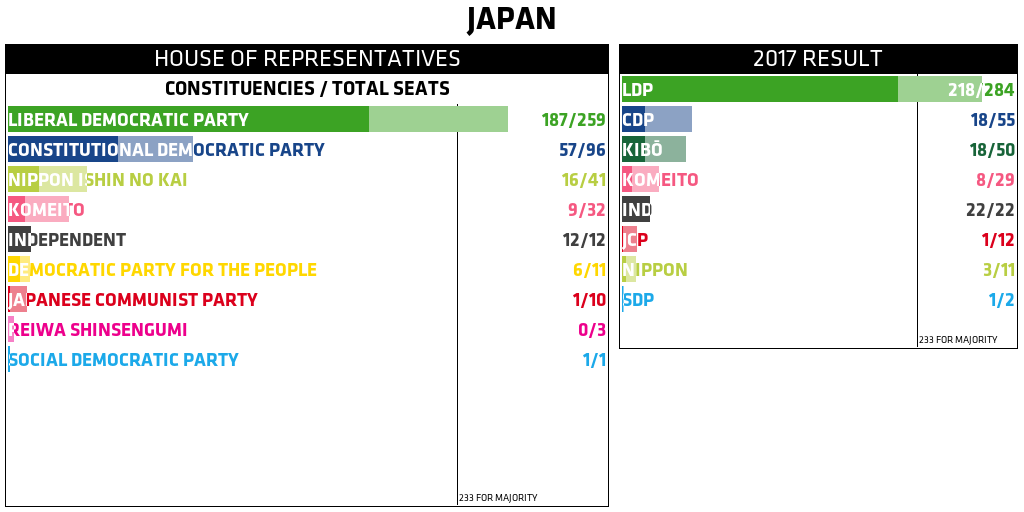 JAPAN
HOUSE OF REPRESENTATIVES
CONSTITUENCIES / TOTAL SEATS
LIBERAL DEMOCRATIC PARTY 187/259
CONSTITUTIONAL DEMOCRATIC PARTY 57/96
NIPPON ISHIN NO KAI 16/41
KOMEITO 9/32
INDEPENDENT 12/12
DEMOCRATIC PARTY FOR THE PEOPLE 6/11
JAPANESE COMMUNIST PARTY 1/10
REIWA SHINSENGUMI 0/3
SOCIAL DEMOCRATIC PARTY 1/1
233 FOR MAJORITY
2017 RESULT
LDP 218/284
CDP 18/55
KIBŌ 18/50
KOMEITO 8/29
IND 22/22
JCP 1/12
NIPPON 3/11
SDP 1/2
233 FOR MAJORITY